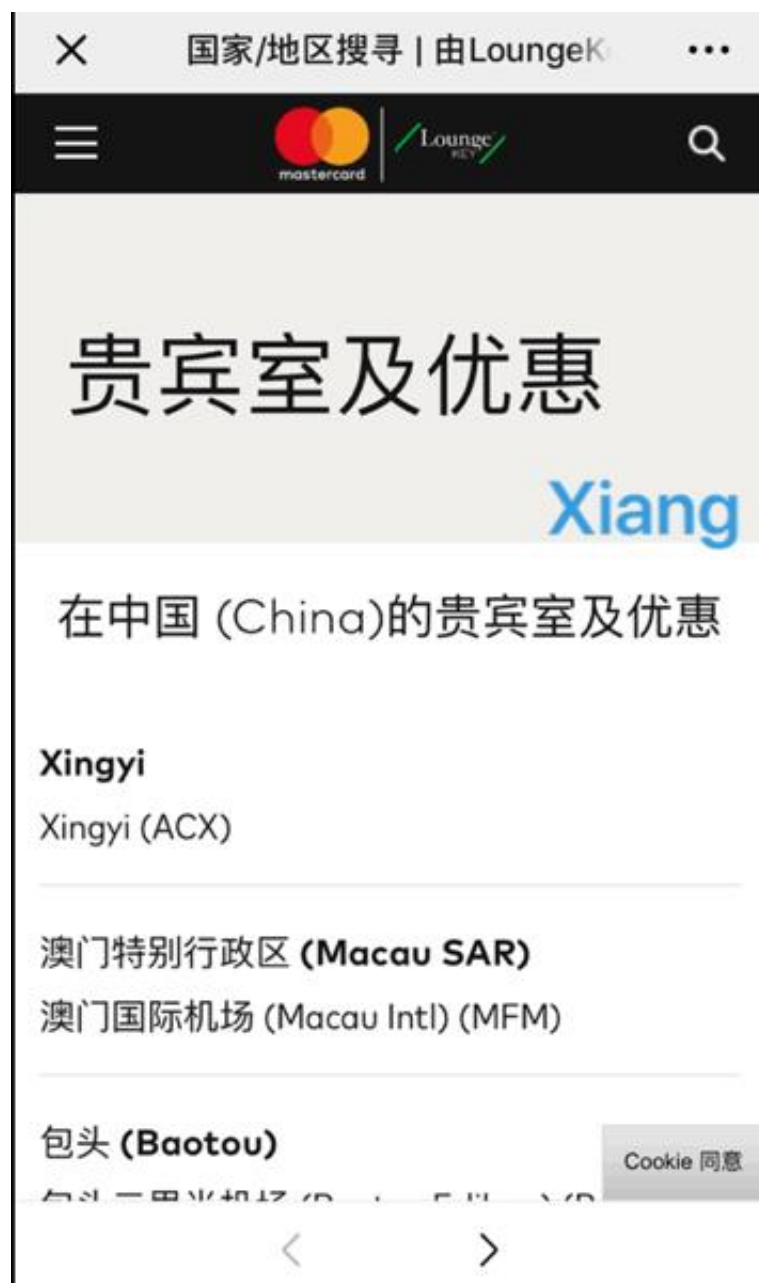 国家/地区搜寻 | 由LoungeK
mastercard
Lounge
KEY
贵宾室及优惠
Xiang
在中国 (China)的贵宾室及优惠
Xingyi
Xingyi (ACX)
澳门特别行政区 (Macau SAR)
澳门国际机场 (Macau Intl) (MFM)
包头 (Baotou)
Cookie 同意